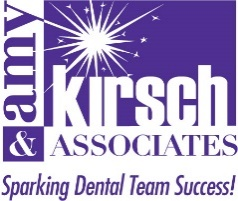 amy
Kirsch
& ASSOCIATES
Sparking Dental Team Success!